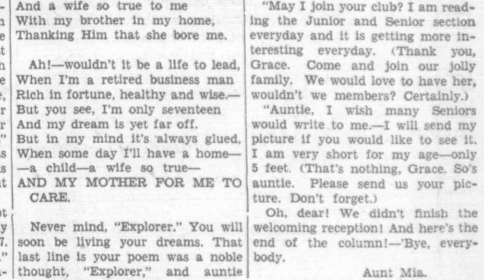 And a wife so true to me
With my brother in my home,
Thanking Him that she bore me.
Ah!—wouldn't it be a life to lead,
When I'm a retired business man
Rich in fortune, healthy and wise.—
But you see, I'm only seventeen
And my dream is yet far off.
But in my mind it's always glued,
When some day I'll have a home—
—a child—a wife so true—
AND MY MOTHER FOR ME TO
CARE.
Never mind, "Explorer." You will
soon be living your dreams. That
last line is your poem was a noble
thought, "Explorer," and auntie
"May I join your club? I am read-
ing the Junior and Senior section
everyday and it is getting more in-
teresting everyday. (Thank you,
Grace. Come and join our jolly
family. We would love to have her,
wouldn't we members? Certainly.)
"Auntie, I wish many Seniors
would write to me.—I will send my
picture if you would like to see it.
I am very short for my age—only
5 feet. (That's nothing, Grace. So's
auntie. Please send us your pic-
ture. Don't forget.)
Oh, dear! We didn't finish the
welcoming reception! And here's the
end of the column!—'Bye, every-
body.
Aunt Mia.